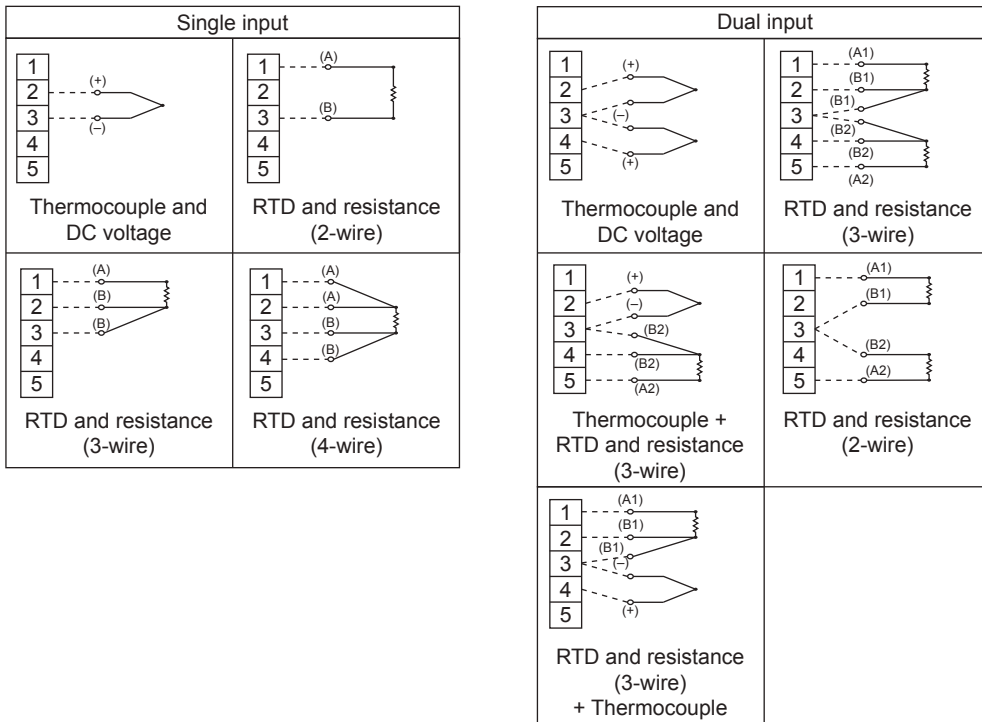 Single input
1
2
3
4
5
(+)
(–)
Thermocouple and
DC voltage
1
2
3
4
5
(A)
(B)
RTD and resistance
(2-wire)
1
2
3
4
5
(A)
(B)
(B)
RTD and resistance
(3-wire)
1
2
3
4
5
(A)
(A)
(B)
(B)
RTD and resistance
(4-wire)
Dual input
1
2
3
4
5
(+)
(–)
(+)
Thermocouple and
DC voltage
1
2
3
4
5
(A1)
(B1)
(B1)
(B2)
(B2)
(A2)
RTD and resistance
(3-wire)
1
2
3
4
5
(+)
(–)
(B2)
(B2)
(A2)
Thermocouple +
RTD and resistance
(3-wire)
1
2
3
4
5
(A1)
(B1)
(B2)
(A2)
RTD and resistance
(2-wire)
1
2
3
4
5
(A1)
(B1)
(B1)
(–)
(+)
RTD and resistance
(3-wire)
+ Thermocouple